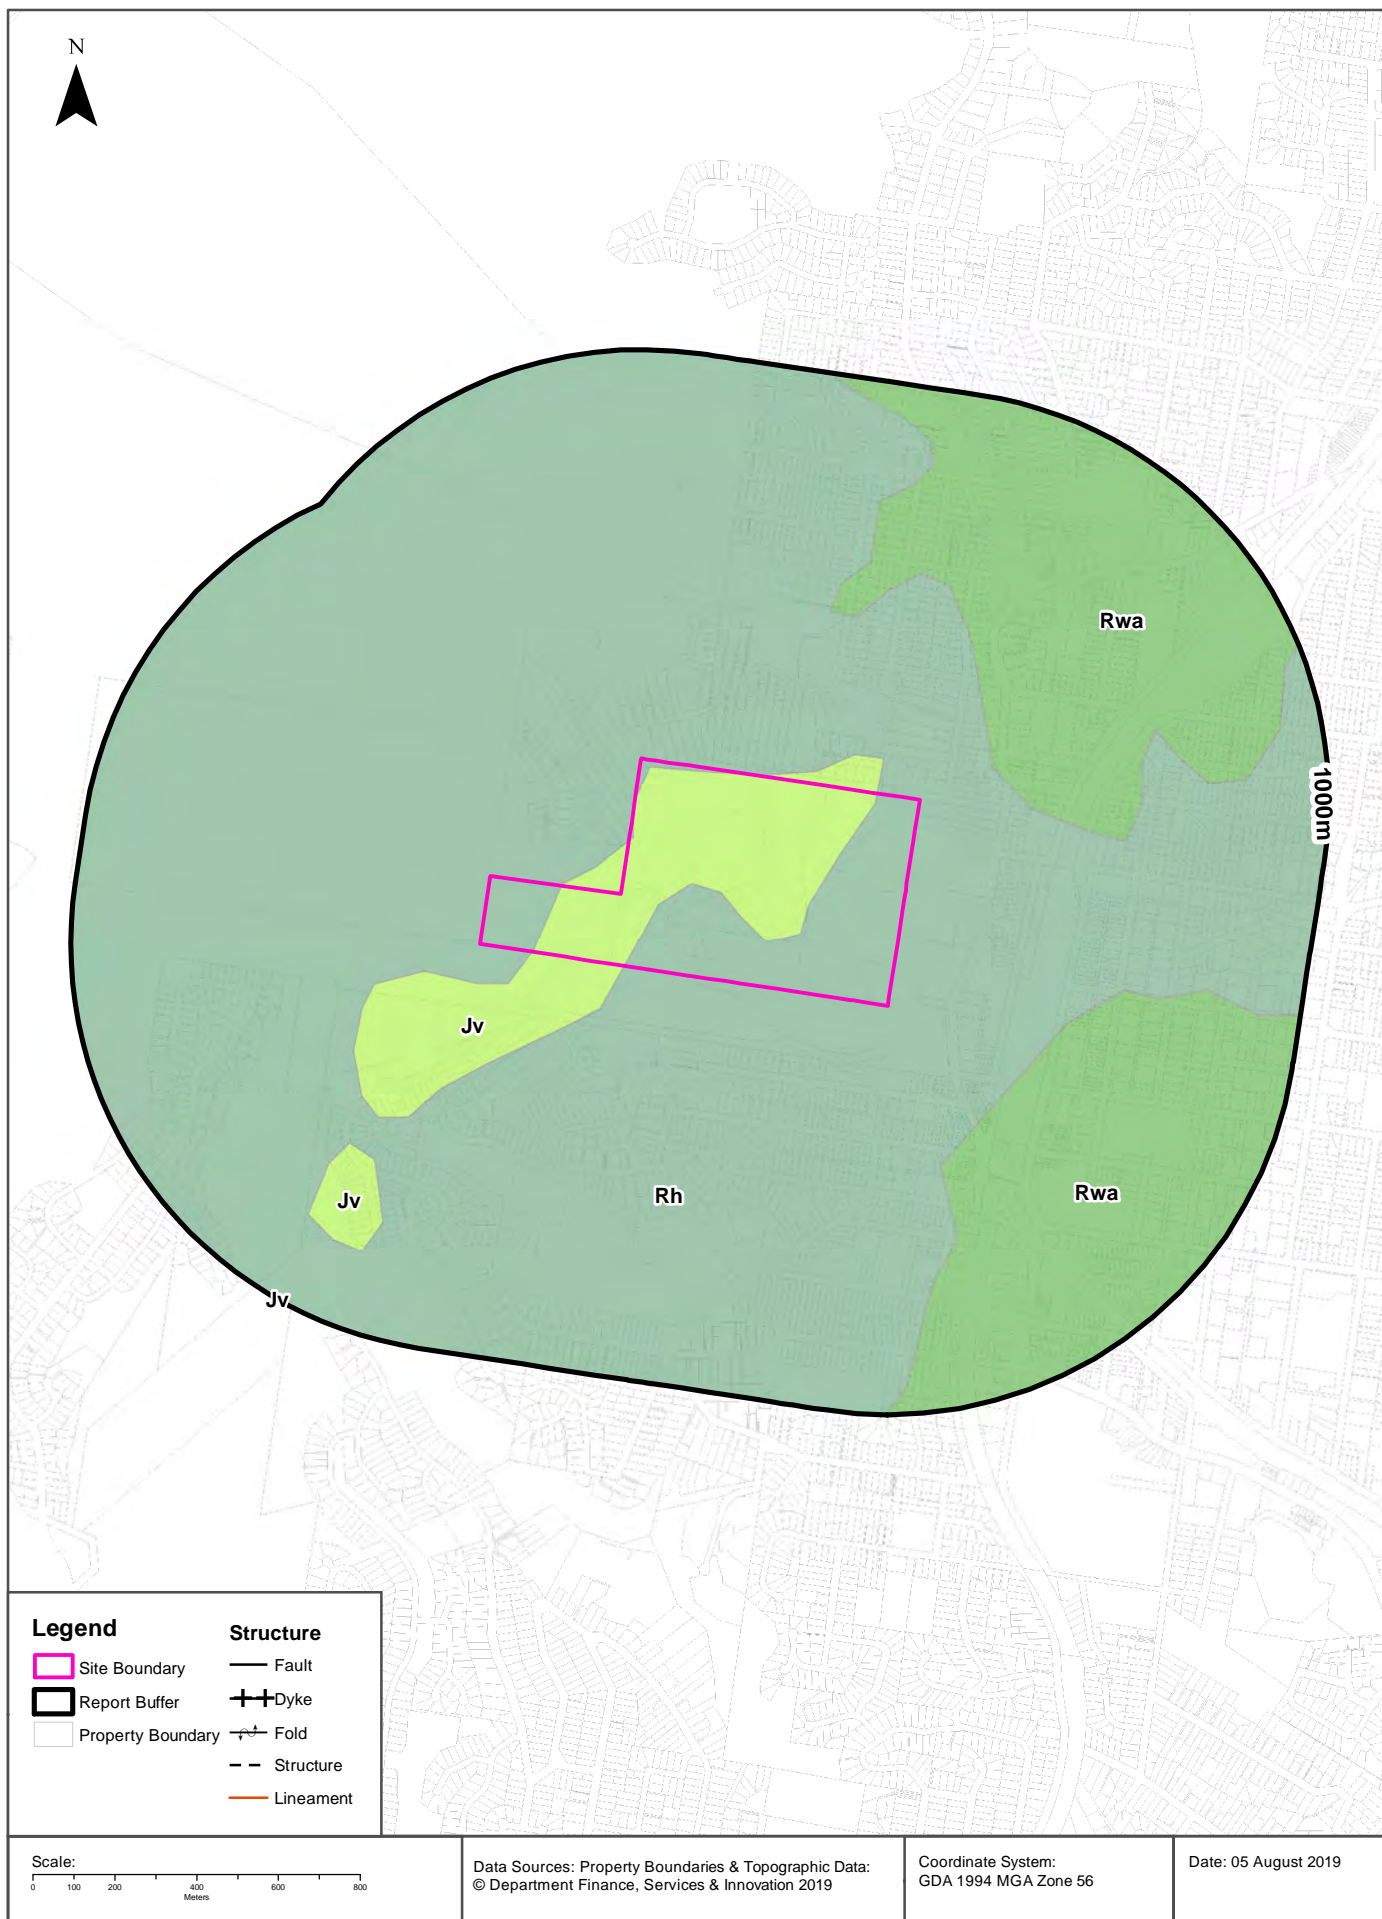 N
Rwa
1000m
Jv
Jv
Rh
Rwa
Jv
Legend
Site Boundary
Report Buffer
Property Boundary
Structure
Fault
Dyke
Fold
Structure
Lineament
Scale:
0 100 200 400 600 800
Meters
Data Sources: Property Boundaries & Topographic Data:
© Department Finance, Services & Innovation 2019
Coordinate System:
GDA 1994 MGA Zone 56
Date: 05 August 2019